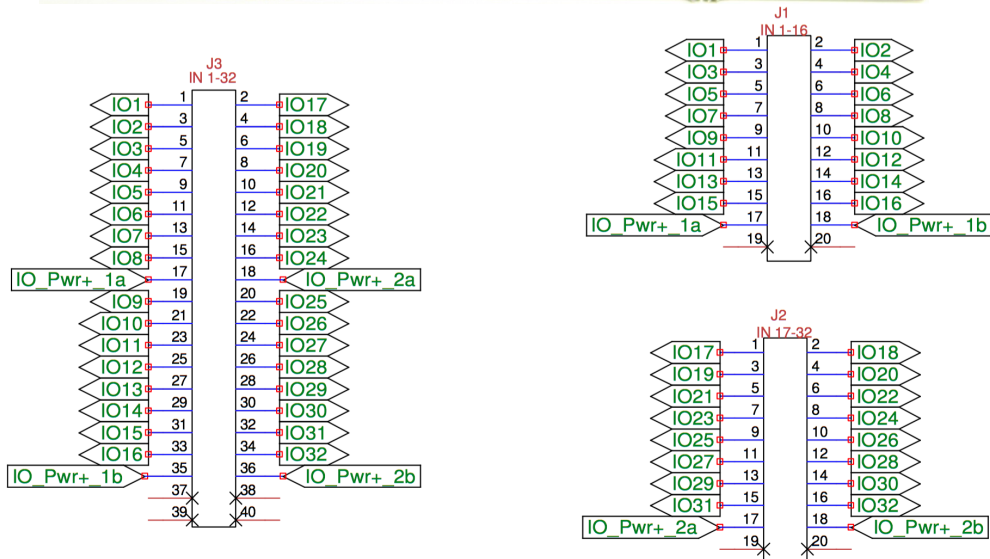 J3
IN 1-32
IO1 1 2 IO17
IO2 3 4 IO18
IO3 5 6 IO19
IO4 7 8 IO20
IO5 9 10 IO21
IO6 11 12 IO22
IO7 13 14 IO23
IO8 15 16 IO24
IO_Pwr+_1a 17 18 IO_Pwr+_2a
IO9 19 20 IO25
IO10 21 22 IO26
IO11 23 24 IO27
IO12 25 26 IO28
IO13 27 28 IO29
IO14 29 30 IO30
IO15 31 32 IO31
IO16 33 34 IO32
IO_Pwr+_1b 35 36 IO_Pwr+_2b
37 38
39 40
J1
IN 1-16
IO1 1 2 IO2
IO3 3 4 IO4
IO5 5 6 IO6
IO7 7 8 IO8
IO9 9 10 IO10
IO11 11 12 IO12
IO13 13 14 IO14
IO15 15 16 IO16
IO_Pwr+_1a 17 18 IO_Pwr+_1b
19 20
J2
IN 17-32
IO17 1 2 IO18
IO19 3 4 IO20
IO21 5 6 IO22
IO23 7 8 IO24
IO25 9 10 IO26
IO27 11 12 IO28
IO29 13 14 IO30
IO31 15 16 IO32
IO_Pwr+_2a 17 18 IO_Pwr+_2b
19 20